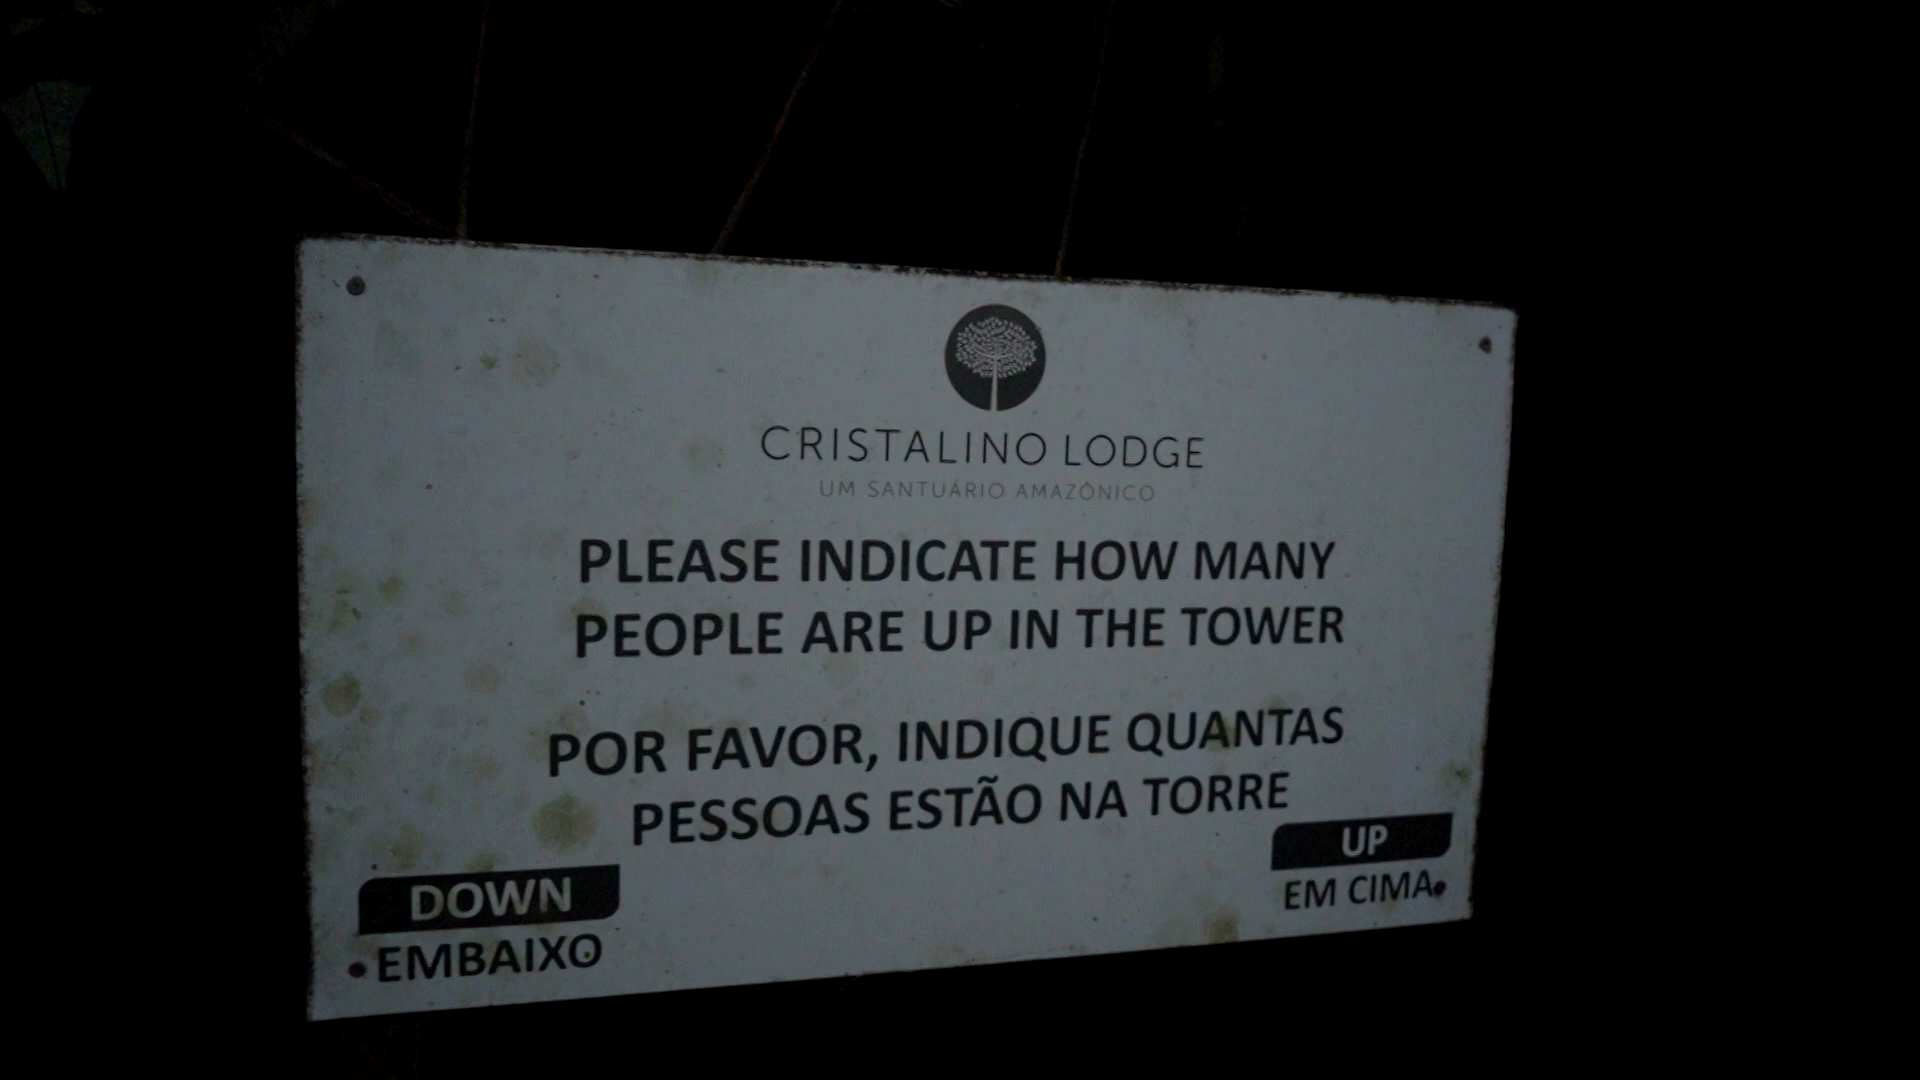 CRISTALINO LODGE
UM SANTUÁRIO AMAZÔNICO
PLEASE INDICATE HOW MANY
PEOPLE ARE UP IN THE TOWER
POR FAVOR, INDIQUE QUANTAS
PESSOAS ESTÃO NA TORRE
DOWN
EMBAIXO
UP
EM CIMA